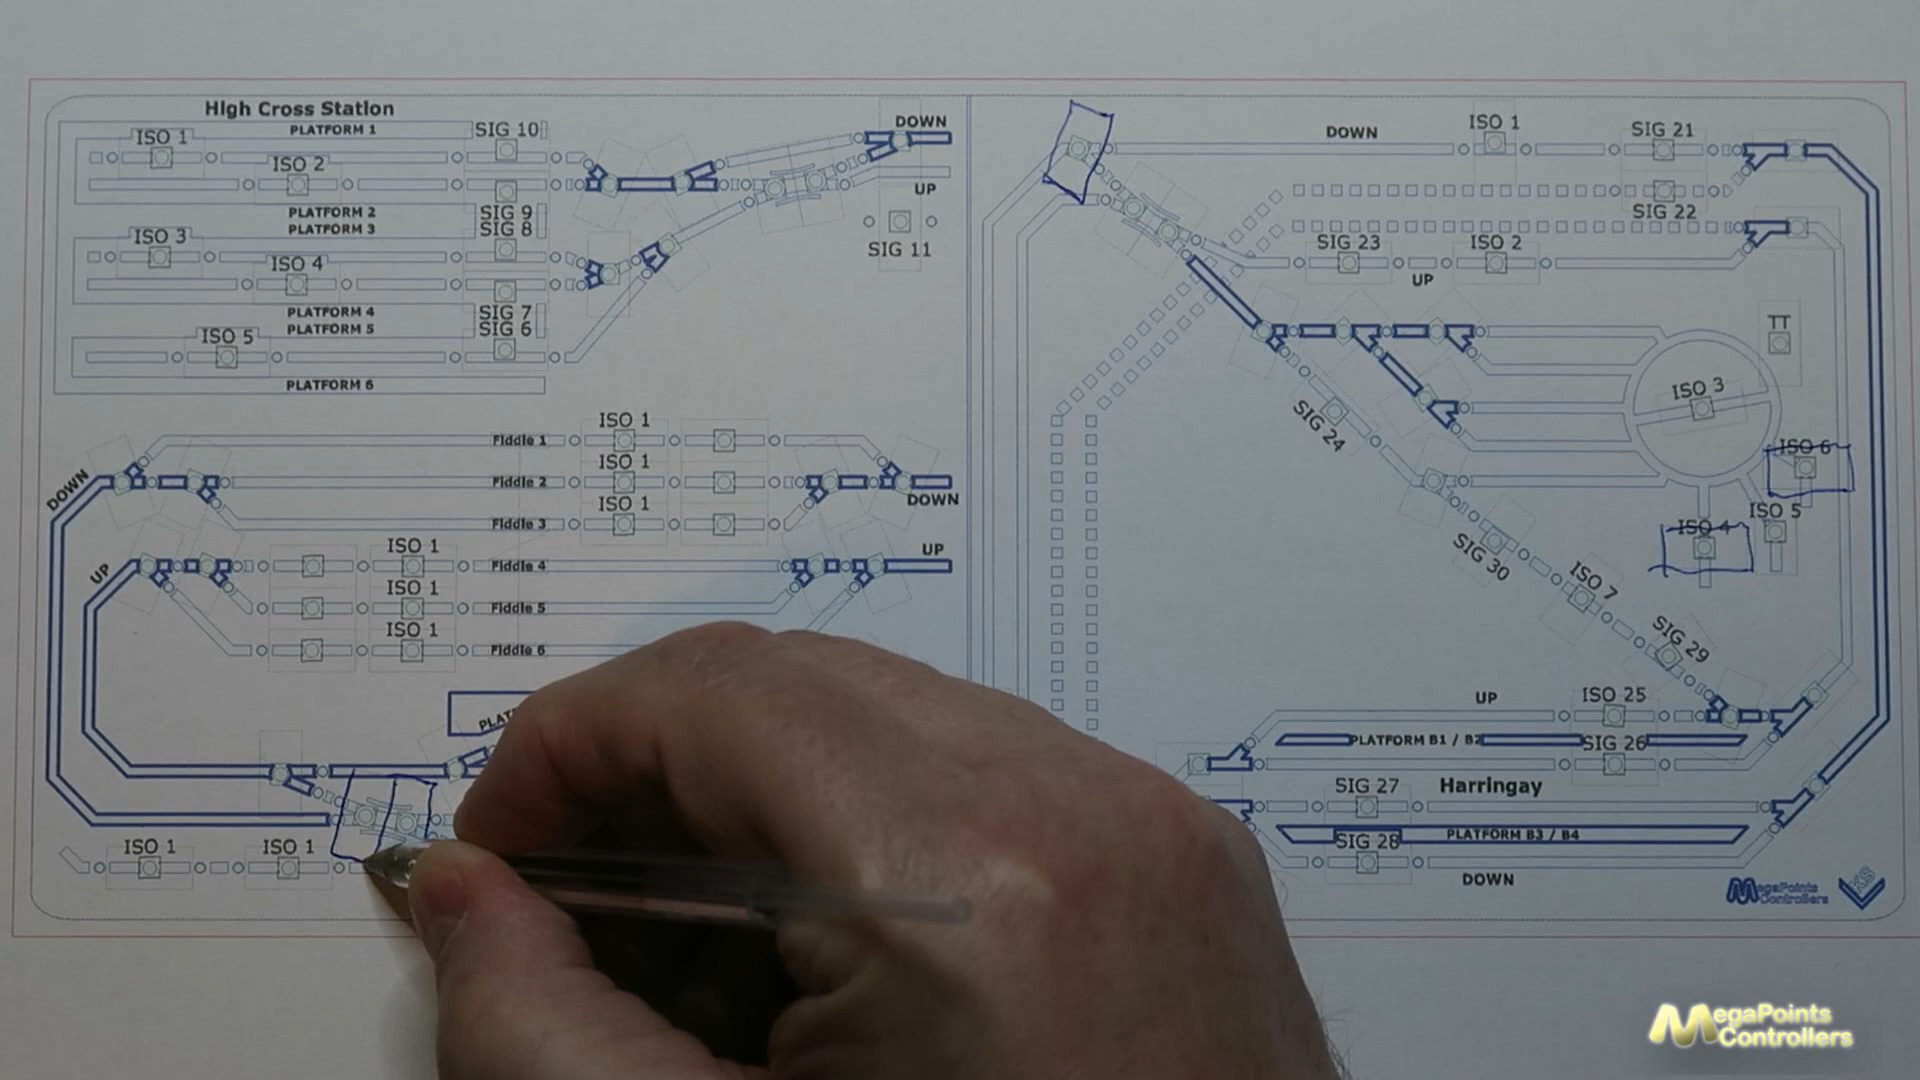 High Cross Station
PLATFORM 1
ISO 1
SIG 10
DOWN
ISO 2
UP
PLATFORM 2
SIG 9
PLATFORM 3
SIG 8
ISO 3
SIG 11
ISO 4
PLATFORM 4
SIG 7
PLATFORM 5
SIG 6
ISO 5
PLATFORM 6
ISO 1
Fiddle 1
ISO 1
DOWN
Fiddle 2
DOWN
ISO 1
Fiddle 3
ISO 1
UP
UP
Fiddle 4
ISO 1
Fiddle 5
ISO 1
Fiddle 6
ISO 1
ISO 1
DOWN
ISO 1
SIG 21
SIG 22
SIG 23
ISO 2
UP
TT
ISO 3
SIG 24
ISO 6
ISO 5
ISO 4
SIG 30
ISO 7
SIG 29
UP
ISO 25
PLATFORM B1 / B2
SIG 26
SIG 27
Harringay
PLATFORM B3 / B4
SIG 28
DOWN
MegaPoints
Controllers
KS
MegaPoints
Controllers